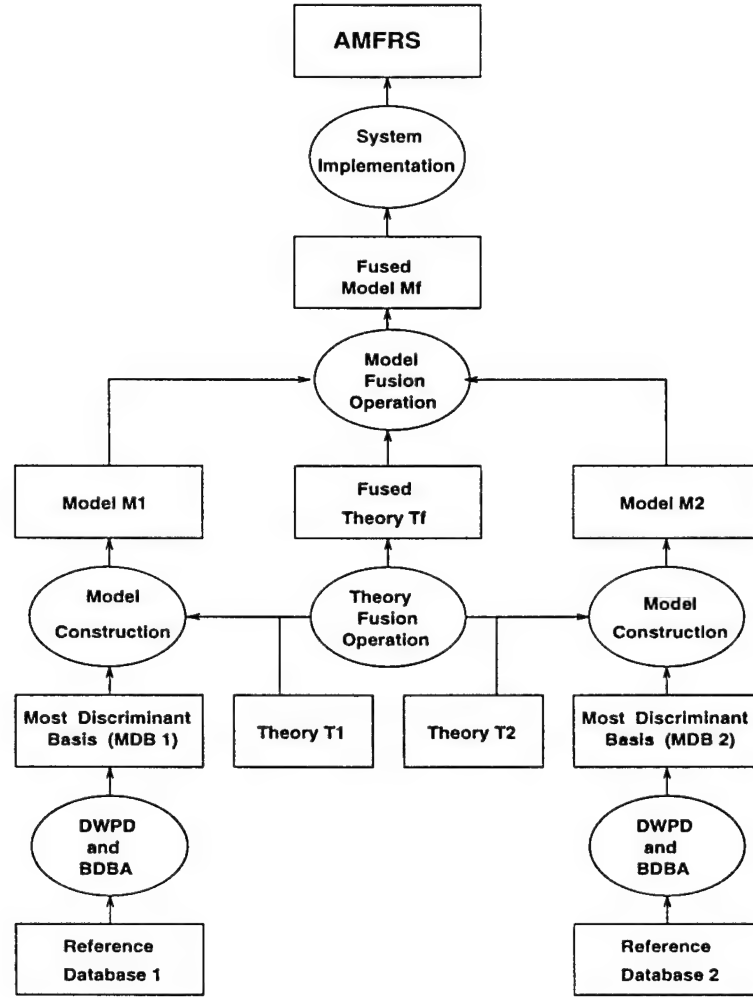 AMFRS
System
Implementation
Fused
Model Mf
Model
Fusion
Operation
Model M1
Fused
Theory Tf
Model M2
Model
Construction
Theory
Fusion
Operation
Model
Construction
Most Discriminant
Basis (MDB 1)
Theory T1
Theory T2
Most Discriminant
Basis (MDB 2)
DWPD
and
BDBA
DWPD
and
BDBA
Reference
Database 1
Reference
Database 2